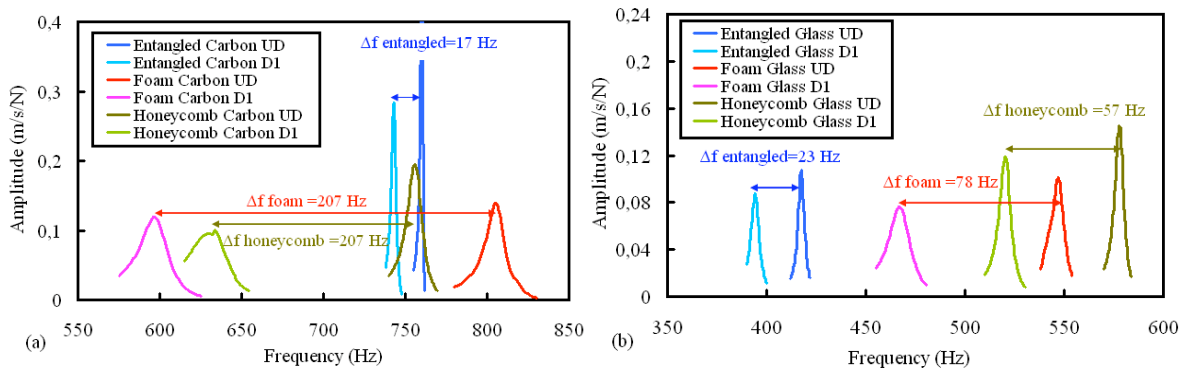 0,4
0,3
0,2
0,1
0
Amplitude (m/s/N)
Entangled Carbon UD
Entangled Carbon D1
Foam Carbon UD
Foam Carbon D1
Honeycomb Carbon UD
Honeycomb Carbon D1
Δf entangled=17 Hz
Δf foam =207 Hz
Δf honeycomb =207 Hz
550 600 650 700 750 800 850
(a)
Frequency (Hz)
0,24
0,2
0,16
0,12
0,08
0,04
0
Amplitude (m/s/N)
Entangled Glass UD
Entangled Glass D1
Foam Glass UD
Foam Glass D1
Honeycomb Glass UD
Honeycomb Glass D1
Δf honeycomb =57 Hz
Δf entangled=23 Hz
Δf foam =78 Hz
350 400 450 500 550 600
(b)
Frequency (Hz)